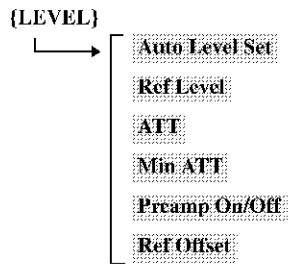 {LEVEL}
Auto Level Set
Ref Level
ATT
Min ATT
Preamp On/Off
Ref Offset